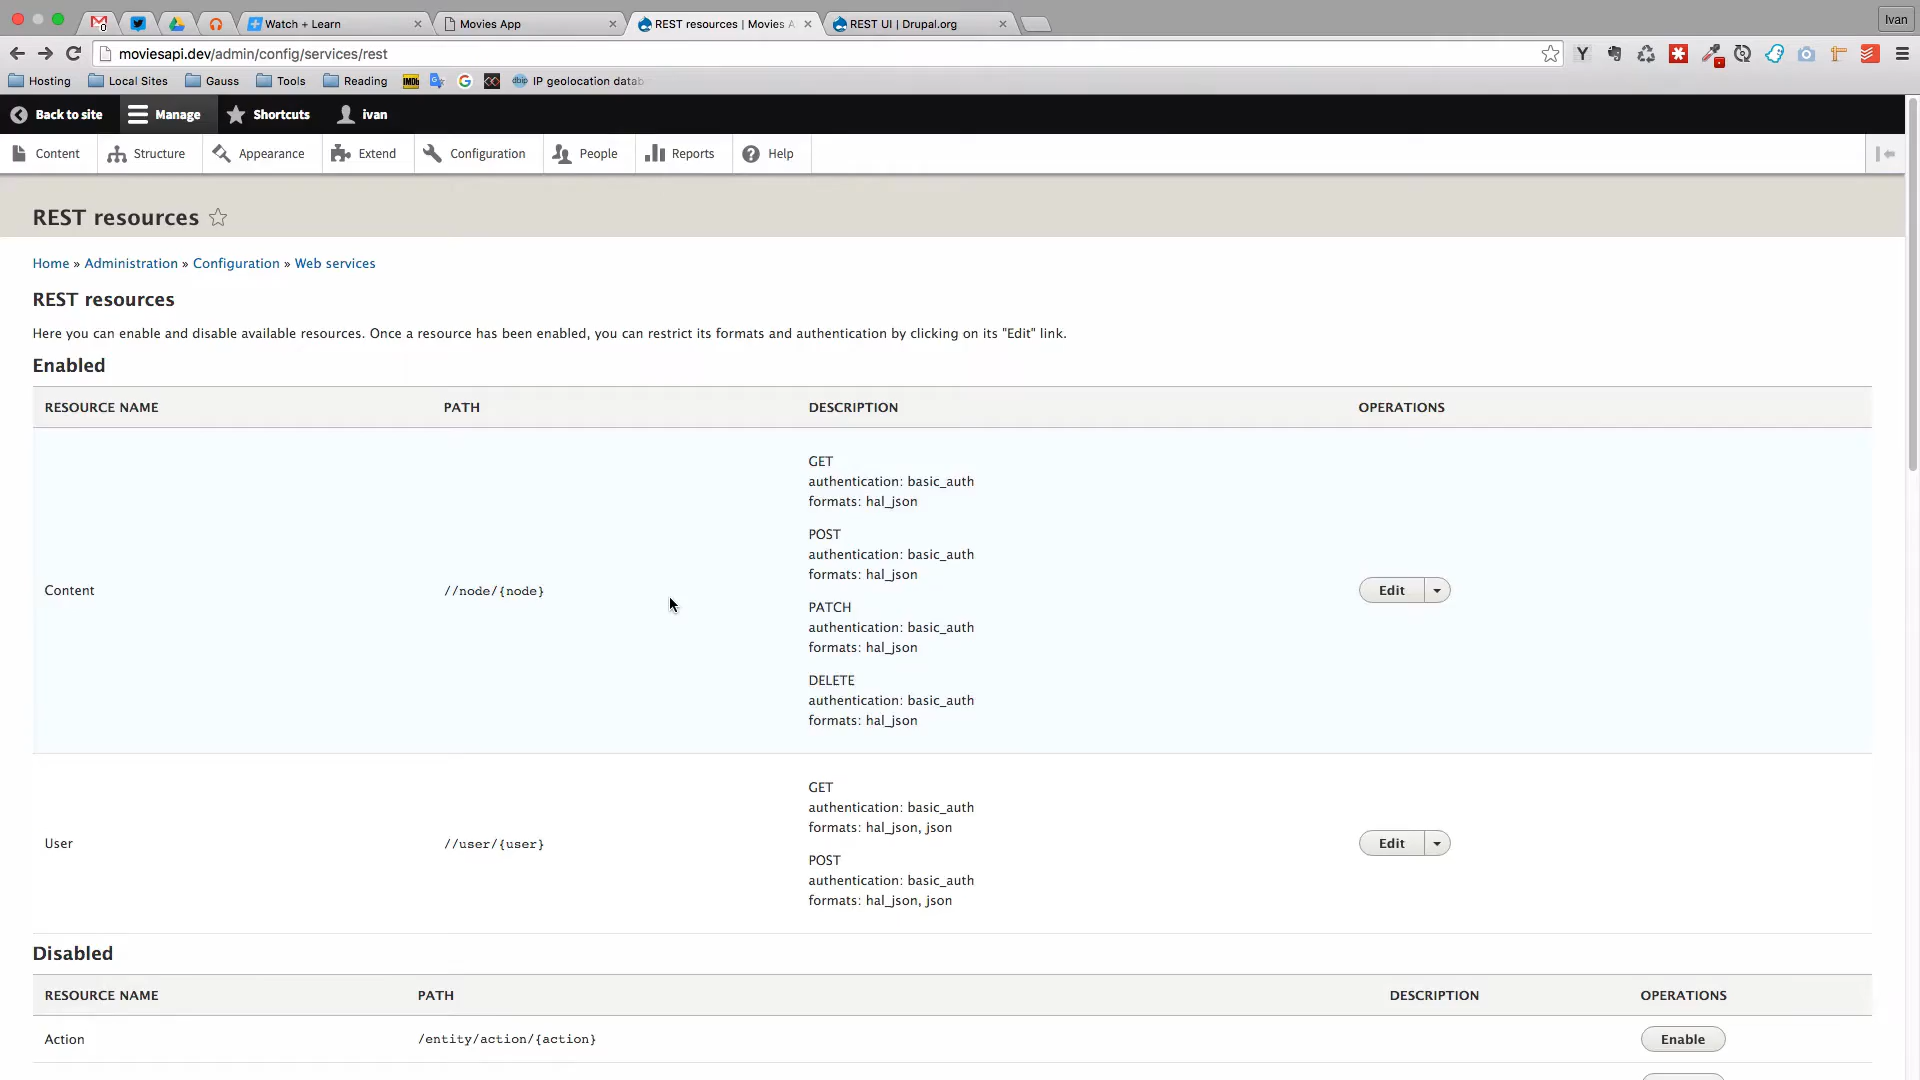 Ivan
0
Watch + Learn
Movies App
REST resources | Movies A
REST UI | Drupal.org
moviesapi.dev/admin/config/services/rest
Hosting
Local Sites
Gauss
Tools
Reading
IMDb
dbip
IP geolocation datab
Back to site
Manage
Shortcuts
ivan
Content
Structure
Appearance
Extend
Configuration
People
Reports
Help
REST resources
Home » Administration » Configuration » Web services
REST resources
Here you can enable and disable available resources. Once a resource has been enabled, you can restrict its formats and authentication by clicking on its "Edit" link.
Enabled
RESOURCE NAME PATH DESCRIPTION OPERATIONS
GET
authentication: basic_auth
formats: hal_json
POST
authentication: basic_auth
formats: hal_json
Content //node/{node} Edit
PATCH
authentication: basic_auth
formats: hal_json
DELETE
authentication: basic_auth
formats: hal_json
GET
authentication: basic_auth
formats: hal_json, json
User //user/{user} Edit
POST
authentication: basic_auth
formats: hal_json, json
Disabled
RESOURCE NAME PATH DESCRIPTION OPERATIONS
Action /entity/action/{action} Enable